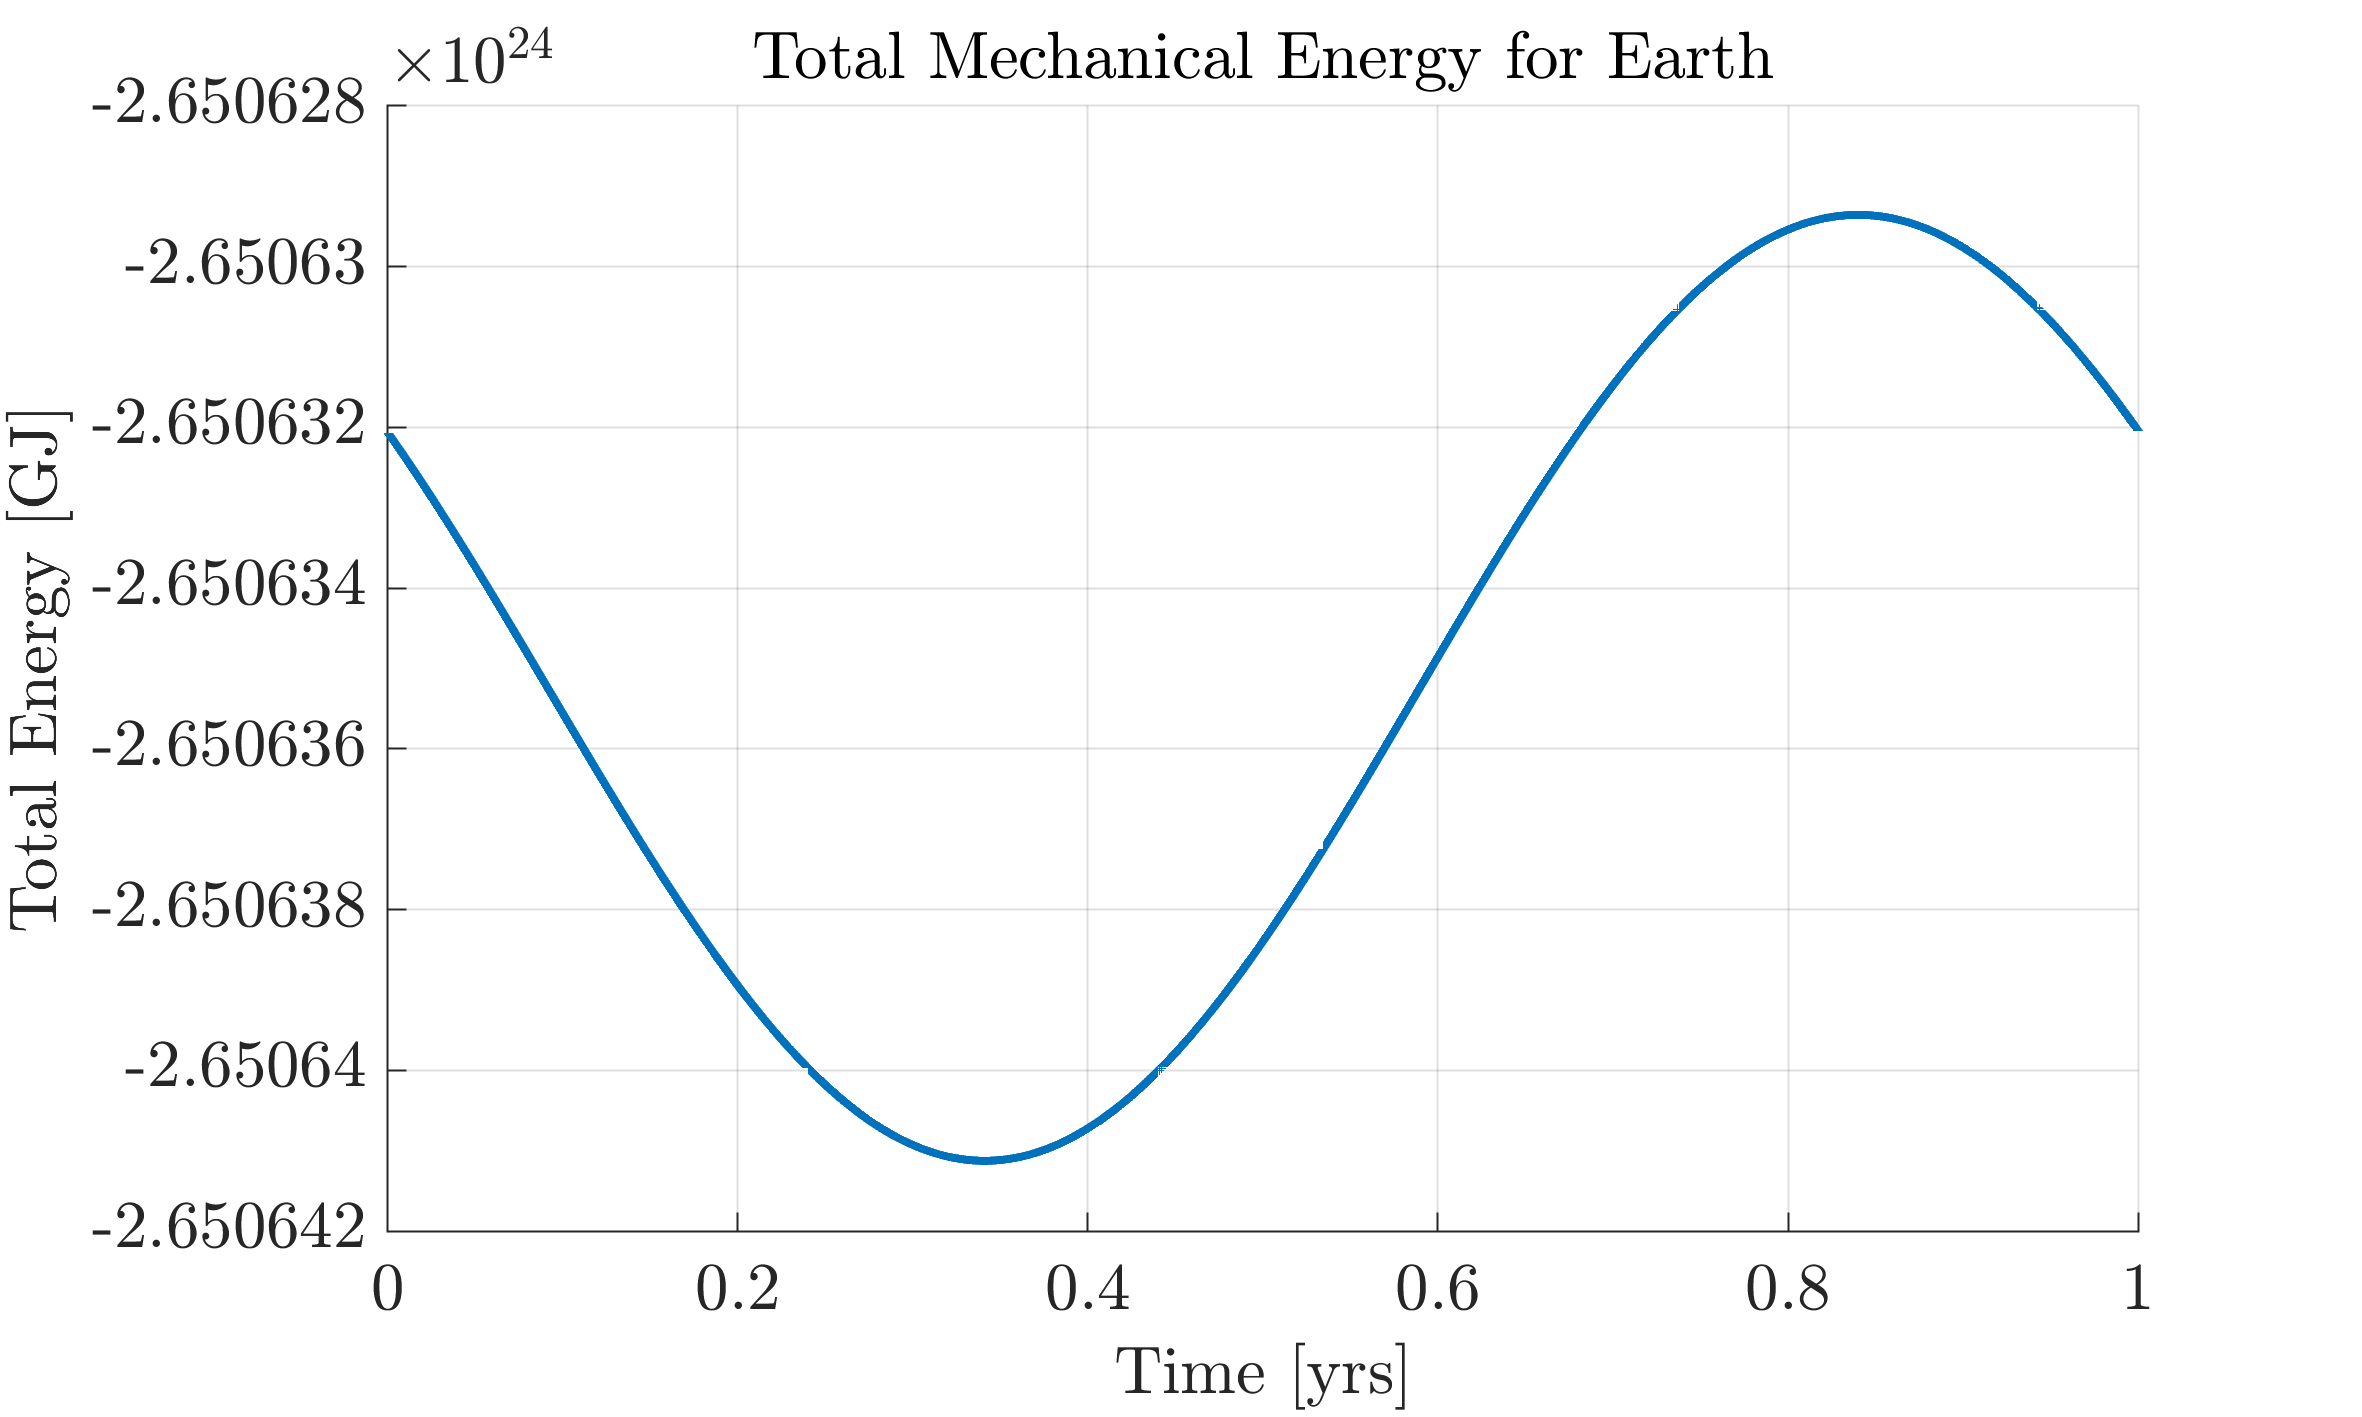 Total Mechanical Energy for Earth
×10^24
-2.650628
-2.65063
-2.650632
-2.650634
-2.650636
-2.650638
-2.65064
-2.650642
Total Energy [GJ]
0 0.2 0.4 0.6 0.8 1
Time [yrs]